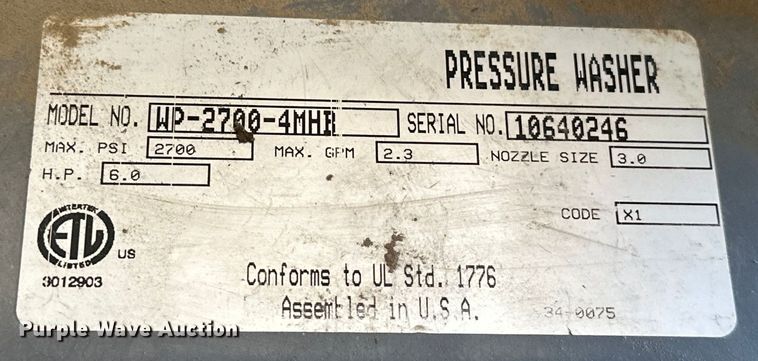 PRESSURE WASHER
MODEL NO. WP-2700-4MHB SERIAL NO. 10640246
MAX. PSI 2700 MAX. GPM 2.3 NOZZLE SIZE 3.0
H.P. 6.0
CODE X1
INTERTEK
ETL
LISTED
US
3012903
Conforms to UL Std. 1776
Assembled in U.S.A.
34-0075
Purple Wave Auction